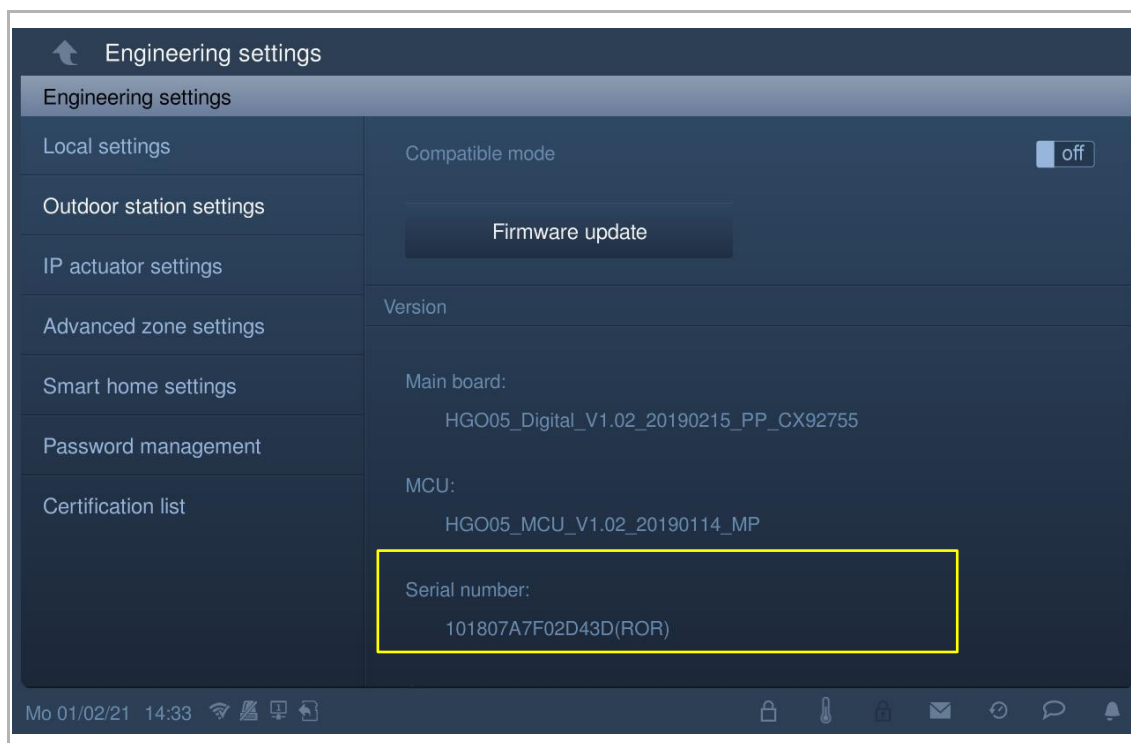 Engineering settings
Engineering settings
Local settings
Outdoor station settings
IP actuator settings
Advanced zone settings
Smart home settings
Password management
Certification list
Compatible mode
off
Firmware update
Version
Main board:
HGO05_Digital_V1.02_20190215_PP_CX92755
MCU:
HGO05_MCU_V1.02_20190114_MP
Serial number:
101807A7F02D43D(ROR)
Mo 01/02/21 14:33